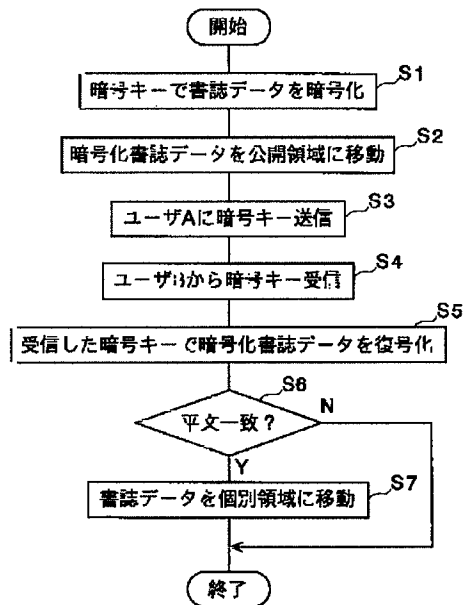 開始
S1
暗号キーで書誌データを暗号化
S2
暗号化書誌データを公開領域に移動
S3
ユーザAに暗号キー送信
S4
ユーザBから暗号キー受信
S5
受信した暗号キーで暗号化書誌データを復号化
S6
平文一致？
N
Y
S7
書誌データを個別領域に移動
終了